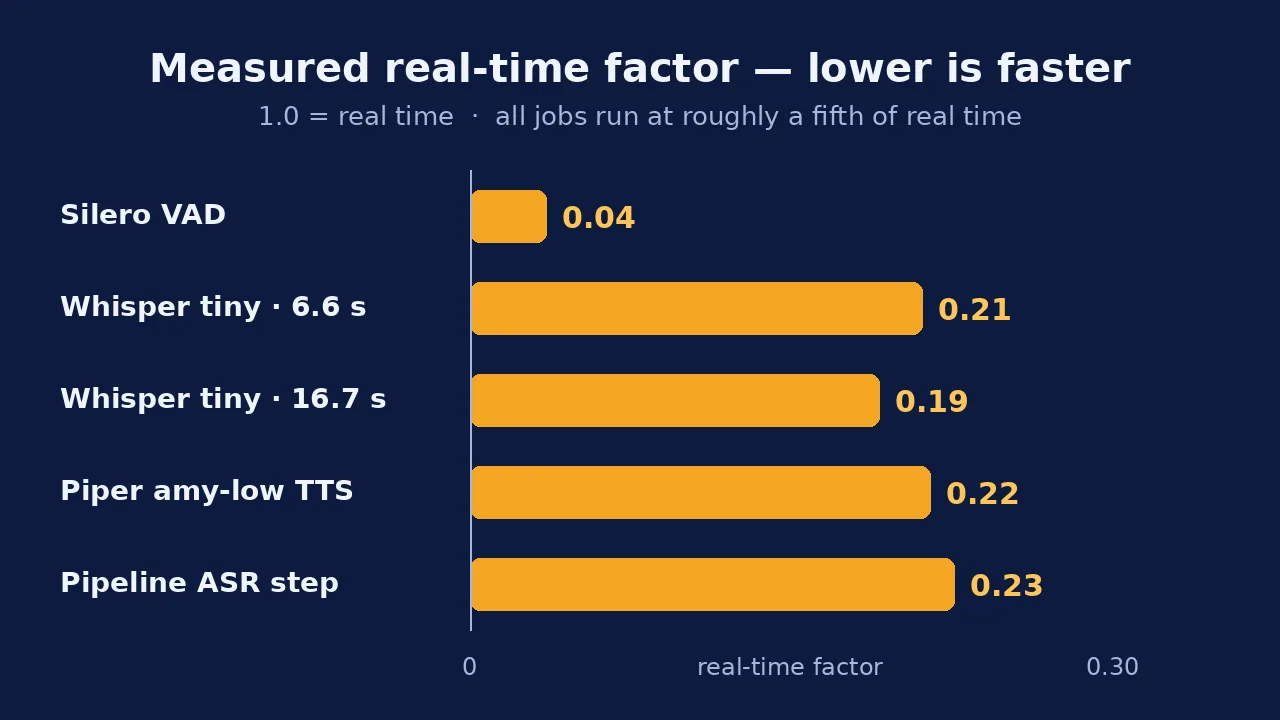 Measured real-time factor — lower is faster
1.0 = real time · all jobs run at roughly a fifth of real time
Silero VAD 0.04
Whisper tiny · 6.6 s 0.21
Whisper tiny · 16.7 s 0.19
Piper amy-low TTS 0.22
Pipeline ASR step 0.23
0 real-time factor 0.30